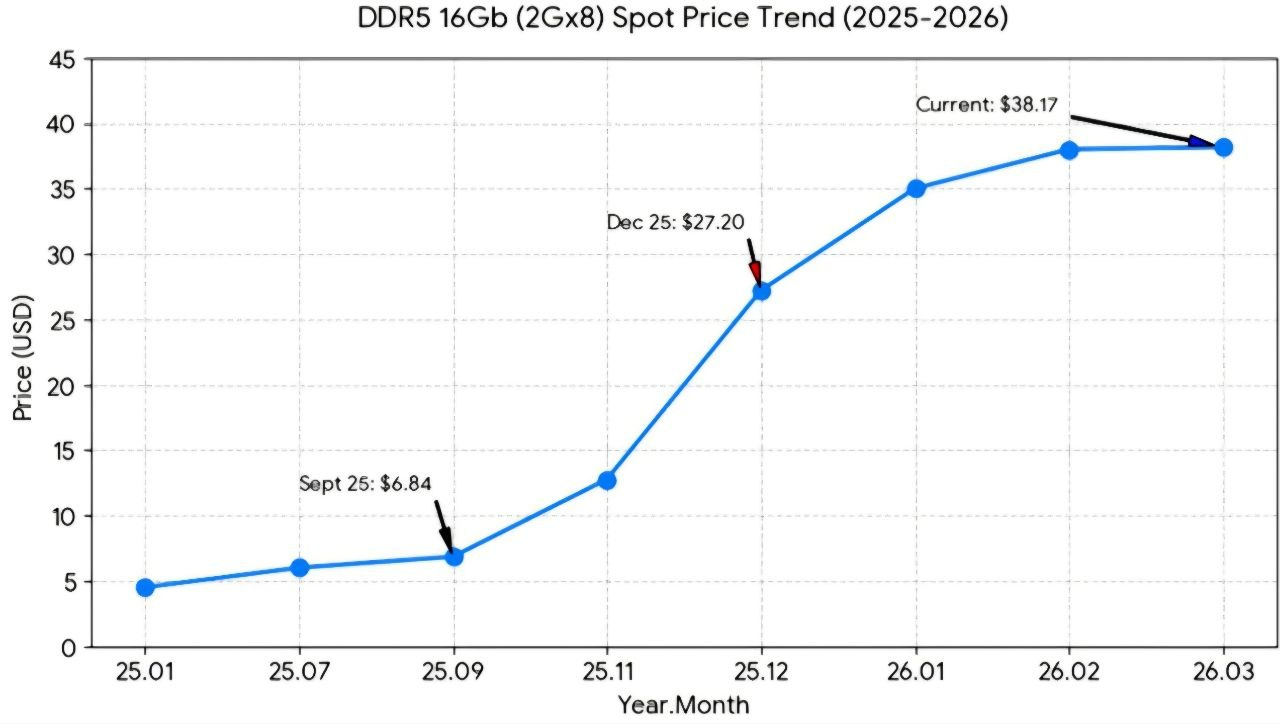 DDR5 16Gb (2Gx8) Spot Price Trend (2025-2026)
45
40
35
30
25
20
15
10
5
0
Price (USD)
Current: $38.17
Dec 25: $27.20
Sept 25: $6.84
25.01 25.07 25.09 25.11 25.12 26.01 26.02 26.03
Year.Month